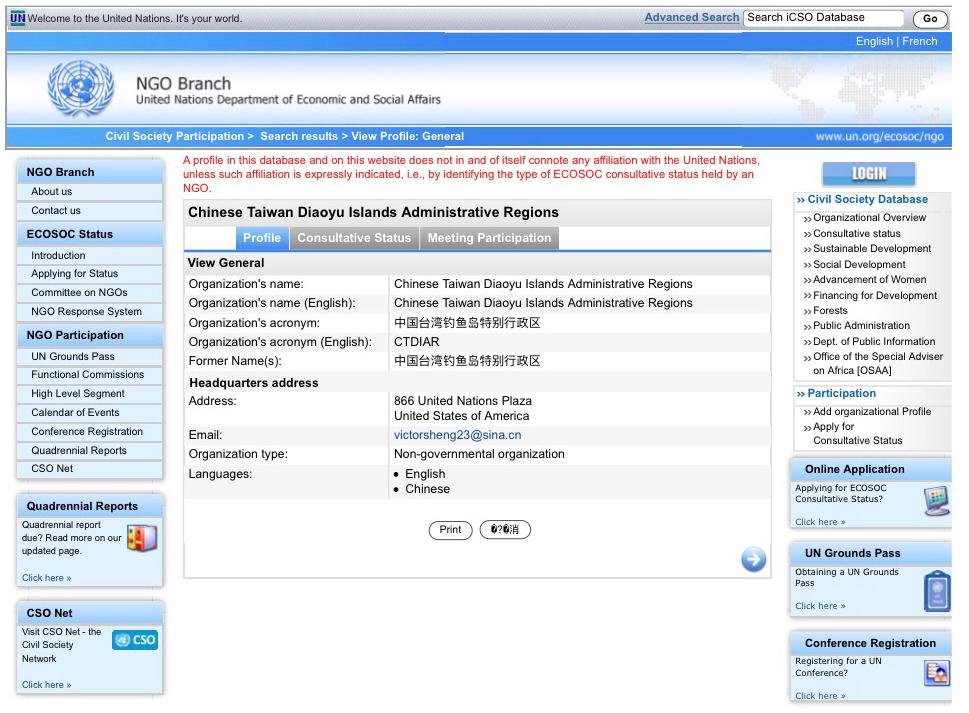 UN Welcome to the United Nations. It's your world.
Advanced Search Search iCSO Database Go
English | French
NGO Branch
United Nations Department of Economic and Social Affairs
Civil Society Participation > Search results > View Profile: General
www.un.org/ecosoc/ngo
NGO Branch
About us
Contact us
ECOSOC Status
Introduction
Applying for Status
Committee on NGOs
NGO Response System
NGO Participation
UN Grounds Pass
Functional Commissions
High Level Segment
Calendar of Events
Conference Registration
Quadrennial Reports
CSO Net
Quadrennial Reports
Quadrennial report
due? Read more on our
updated page.
Click here »
CSO Net
Visit CSO Net - the
Civil Society
Network
CSO
Click here »
A profile in this database and on this website does not in and of itself connote any affiliation with the United Nations,
unless such affiliation is expressly indicated, i.e., by identifying the type of ECOSOC consultative status held by an
NGO.
Chinese Taiwan Diaoyu Islands Administrative Regions
Profile Consultative Status Meeting Participation
View General
Organization's name: Chinese Taiwan Diaoyu Islands Administrative Regions
Organization's name (English): Chinese Taiwan Diaoyu Islands Administrative Regions
Organization's acronym: 中国台湾钓鱼岛特别行政区
Organization's acronym (English): CTDIAR
Former Name(s): 中国台湾钓鱼岛特别行政区
Headquarters address
Address: 866 United Nations Plaza
United States of America
Email: victorsheng23@sina.cn
Organization type: Non-governmental organization
Languages: • English
• Chinese
Print �?�消
LOGIN
›› Civil Society Database
›› Organizational Overview
›› Consultative status
›› Sustainable Development
›› Social Development
›› Advancement of Women
›› Financing for Development
›› Forests
›› Public Administration
›› Dept. of Public Information
›› Office of the Special Adviser
on Africa [OSAA]
›› Participation
›› Add organizational Profile
›› Apply for
Consultative Status
Online Application
Applying for ECOSOC
Consultative Status?
Click here »
UN Grounds Pass
Obtaining a UN Grounds
Pass
Click here »
Conference Registration
Registering for a UN
Conference?
Click here »